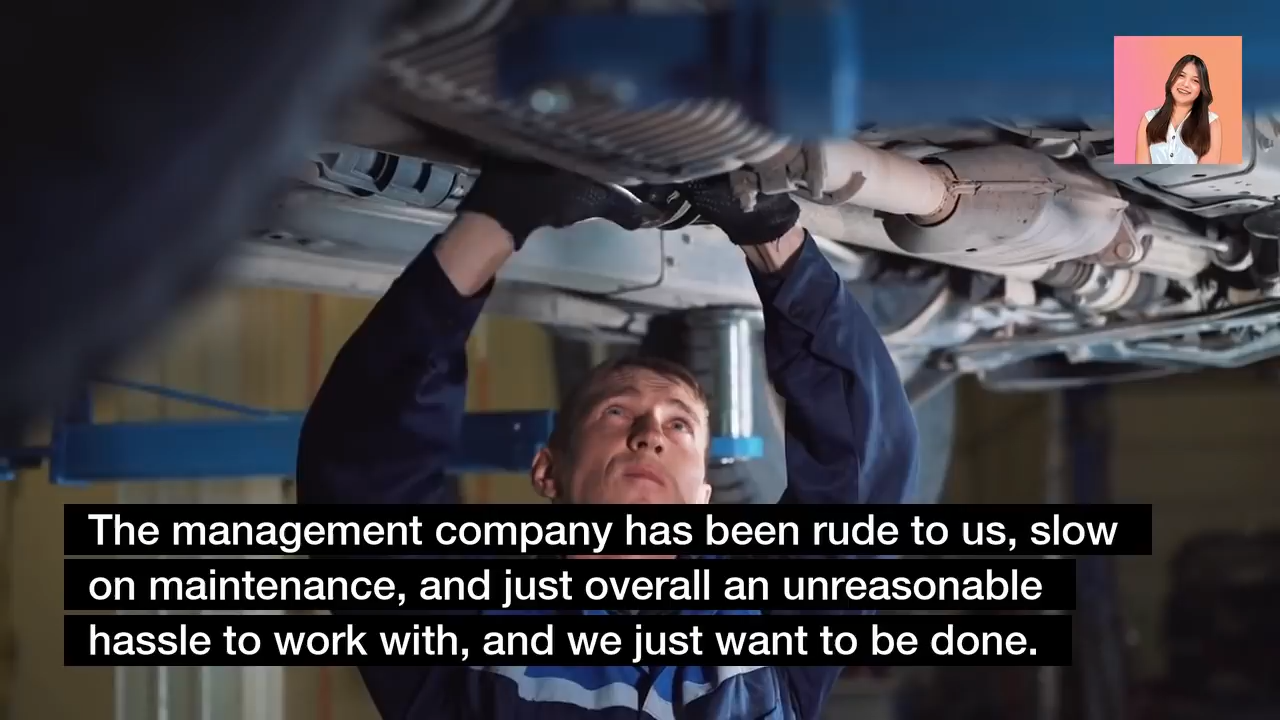 The management company has been rude to us, slow
on maintenance, and just overall an unreasonable
hassle to work with, and we just want to be done.